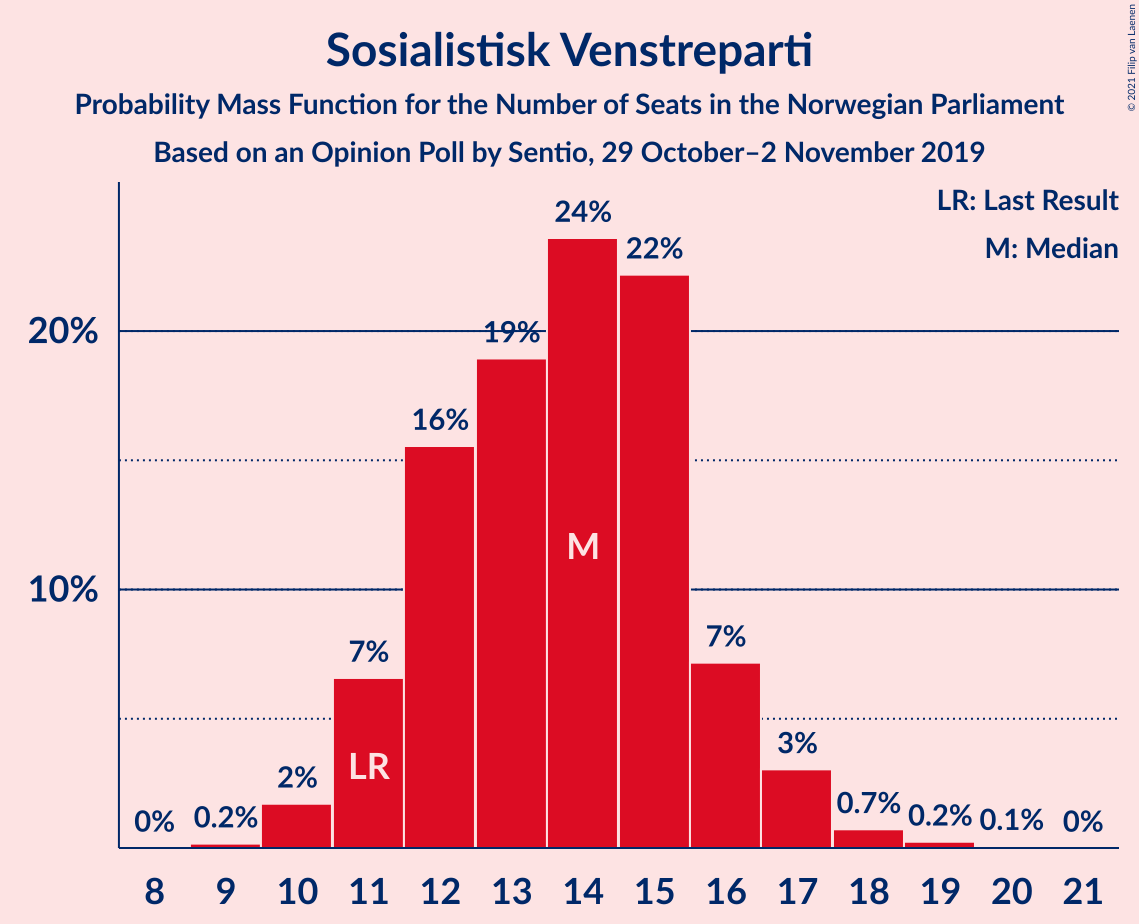 Sosialistisk Venstreparti
Probability Mass Function for the Number of Seats in the Norwegian Parliament
Based on an Opinion Poll by Sentio, 29 October–2 November 2019
© 2021 Filip van Laenen
LR: Last Result
M: Median
24%
22%
20%
19%
16%
M
10%
7%
7%
LR
3%
2%
0%
0.2%
0.7%
0.2%
0.1%
0%
8 9 10 11 12 13 14 15 16 17 18 19 20 21